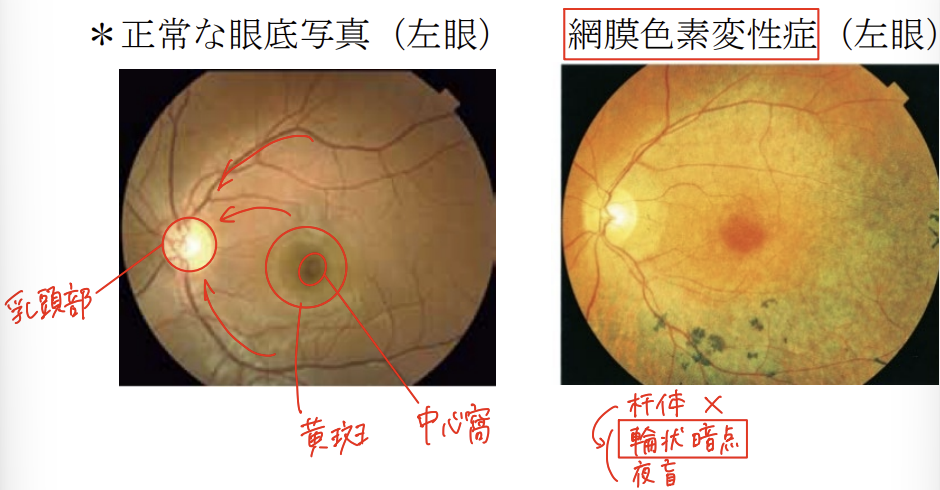 ＊正常な眼底写真（左眼）
網膜色素変性症（左眼）
乳頭部
黄斑
中心窩
杆体 ×
輪状暗点
夜盲